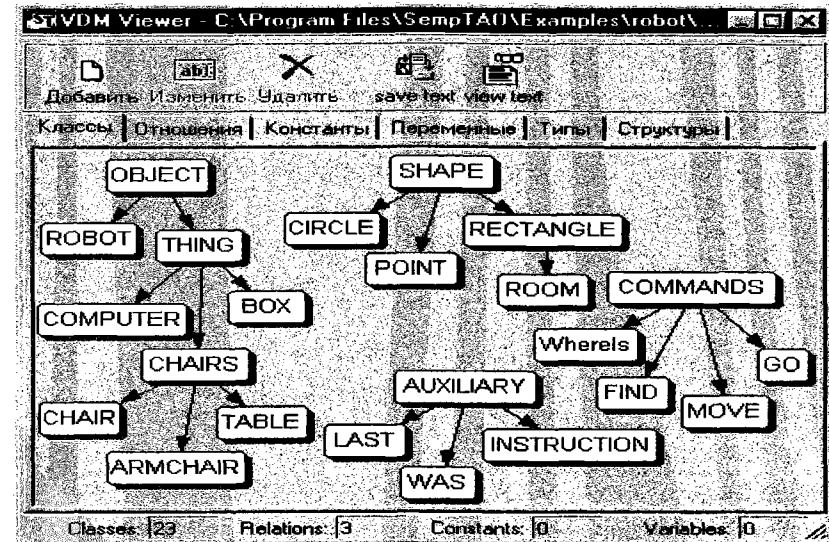 VDM Viewer - C:\Program Files\SempTAO\Examples\robot\...
Добавить Изменить Удалить save text view text
Классы Отношения Константы Переменные Типы Структуры
OBJECT
SHAPE
ROBOT
THING
CIRCLE
RECTANGLE
POINT
COMPUTER
BOX
ROOM
COMMANDS
CHAIRS
WhereIs
GO
AUXILIARY
FIND
MOVE
CHAIR
TABLE
LAST
INSTRUCTION
ARMCHAIR
WAS
Classes: 23 Relations: 3 Constants: 0 Variables: 0